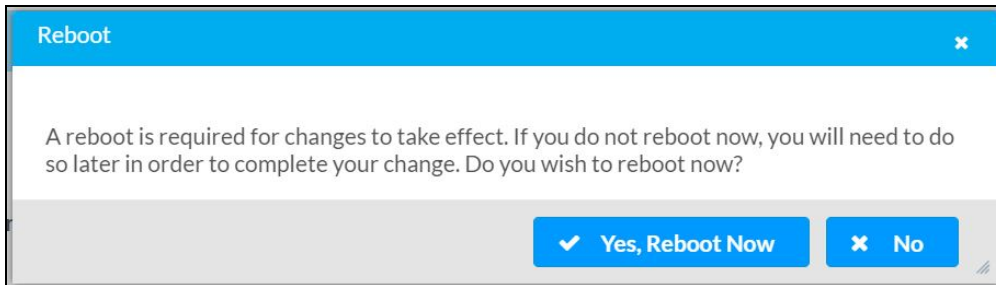 Reboot
A reboot is required for changes to take effect. If you do not reboot now, you will need to do
so later in order to complete your change. Do you wish to reboot now?
Yes, Reboot Now
No